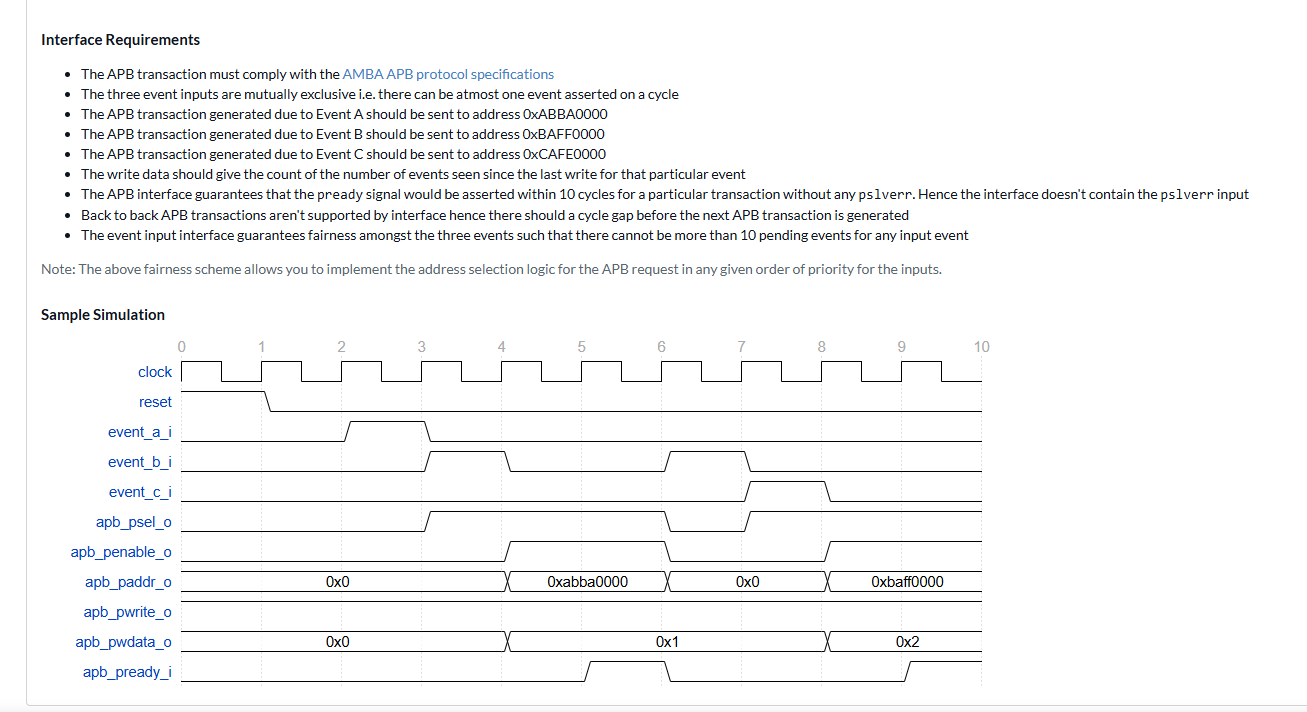 Interface Requirements
The APB transaction must comply with the AMBA APB protocol specifications
The three event inputs are mutually exclusive i.e. there can be atmost one event asserted on a cycle
The APB transaction generated due to Event A should be sent to address 0xABBA0000
The APB transaction generated due to Event B should be sent to address 0xBAFF0000
The APB transaction generated due to Event C should be sent to address 0xCAFE0000
The write data should give the count of the number of events seen since the last write for that particular event
The APB interface guarantees that the pready signal would be asserted within 10 cycles for a particular transaction without any pslverr. Hence the interface doesn't contain the pslverr input
Back to back APB transactions aren't supported by interface hence there should a cycle gap before the next APB transaction is generated
The event input interface guarantees fairness amongst the three events such that there cannot be more than 10 pending events for any input event
Note: The above fairness scheme allows you to implement the address selection logic for the APB request in any given order of priority for the inputs.
Sample Simulation
0 1 2 3 4 5 6 7 8 9 10
clock
reset
event_a_i
event_b_i
event_c_i
apb_psel_o
apb_penable_o
apb_paddr_o 0x0 0xabba0000 0x0 0xbaff0000
apb_pwrite_o
apb_pwdata_o 0x0 0x1 0x2
apb_pready_i